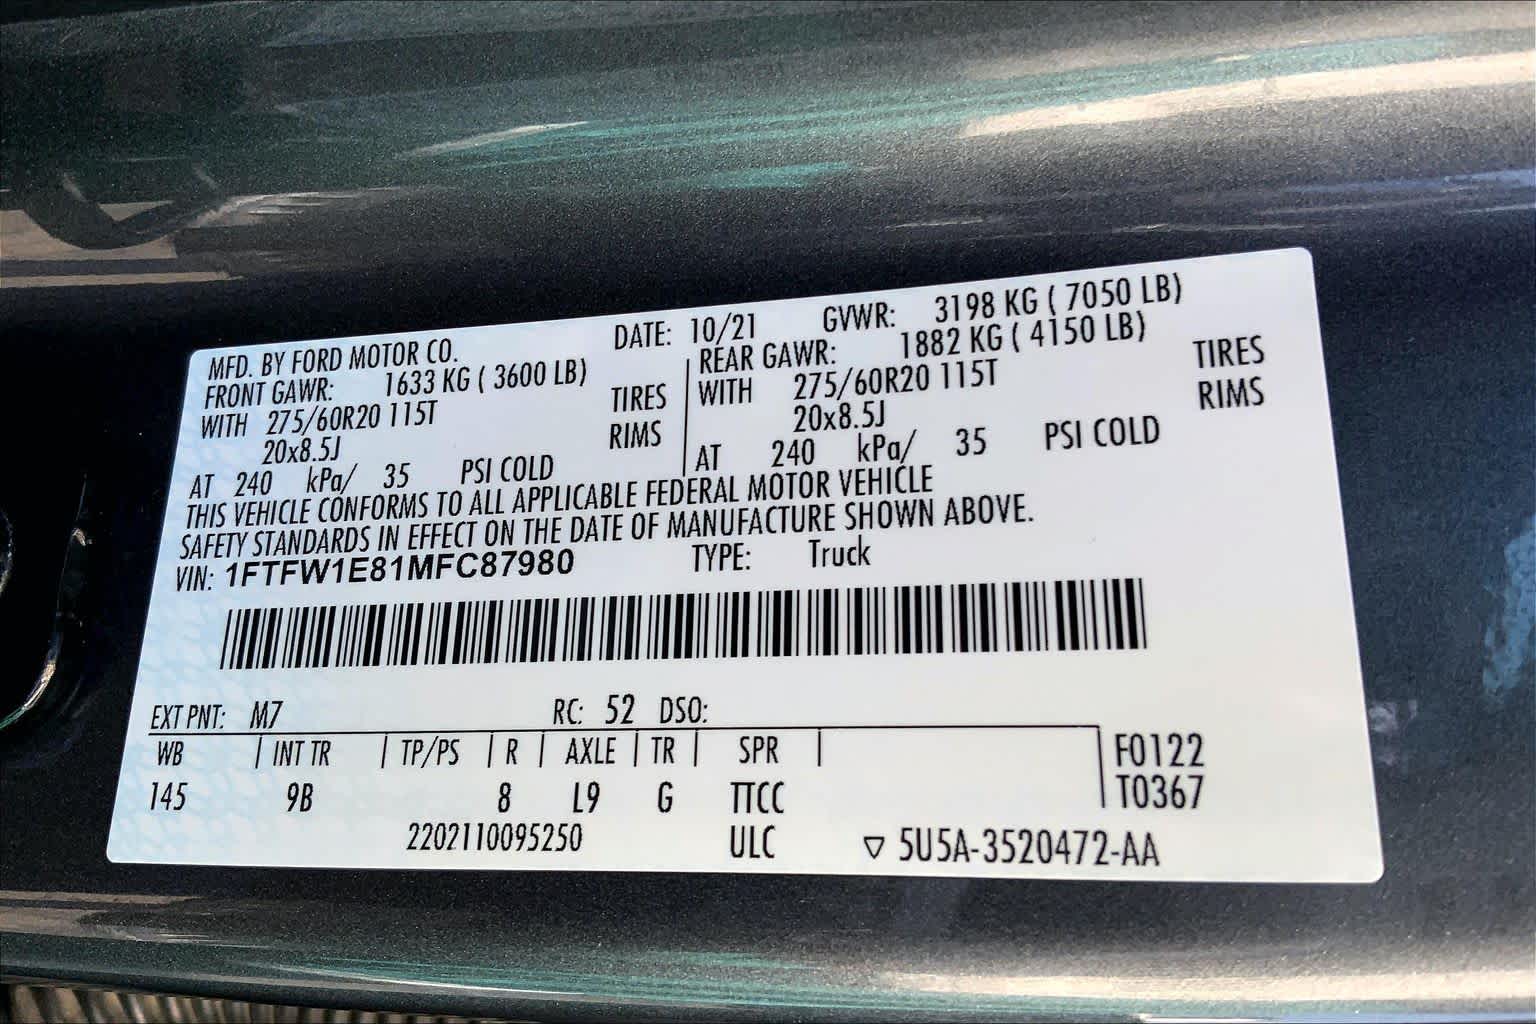 MFD. BY FORD MOTOR CO. DATE: 10/21 GVWR: 3198 KG ( 7050 LB)
FRONT GAWR: 1633 KG ( 3600 LB) REAR GAWR: 1882 KG ( 4150 LB)
WITH 275/60R20 115T TIRES WITH 275/60R20 115T TIRES
20x8.5J RIMS 20x8.5J RIMS
AT 240 kPa/ 35 PSI COLD AT 240 kPa/ 35 PSI COLD
THIS VEHICLE CONFORMS TO ALL APPLICABLE FEDERAL MOTOR VEHICLE
SAFETY STANDARDS IN EFFECT ON THE DATE OF MANUFACTURE SHOWN ABOVE.
VIN: 1FTFW1E81MFC87980 TYPE: Truck
EXT PNT: M7 RC: 52 DSO:
WB INT TR TP/PS R AXLE TR SPR F0122
145 9B 8 L9 G TTCC T0367
2202110095250 ULC ▽ 5U5A-3520472-AA